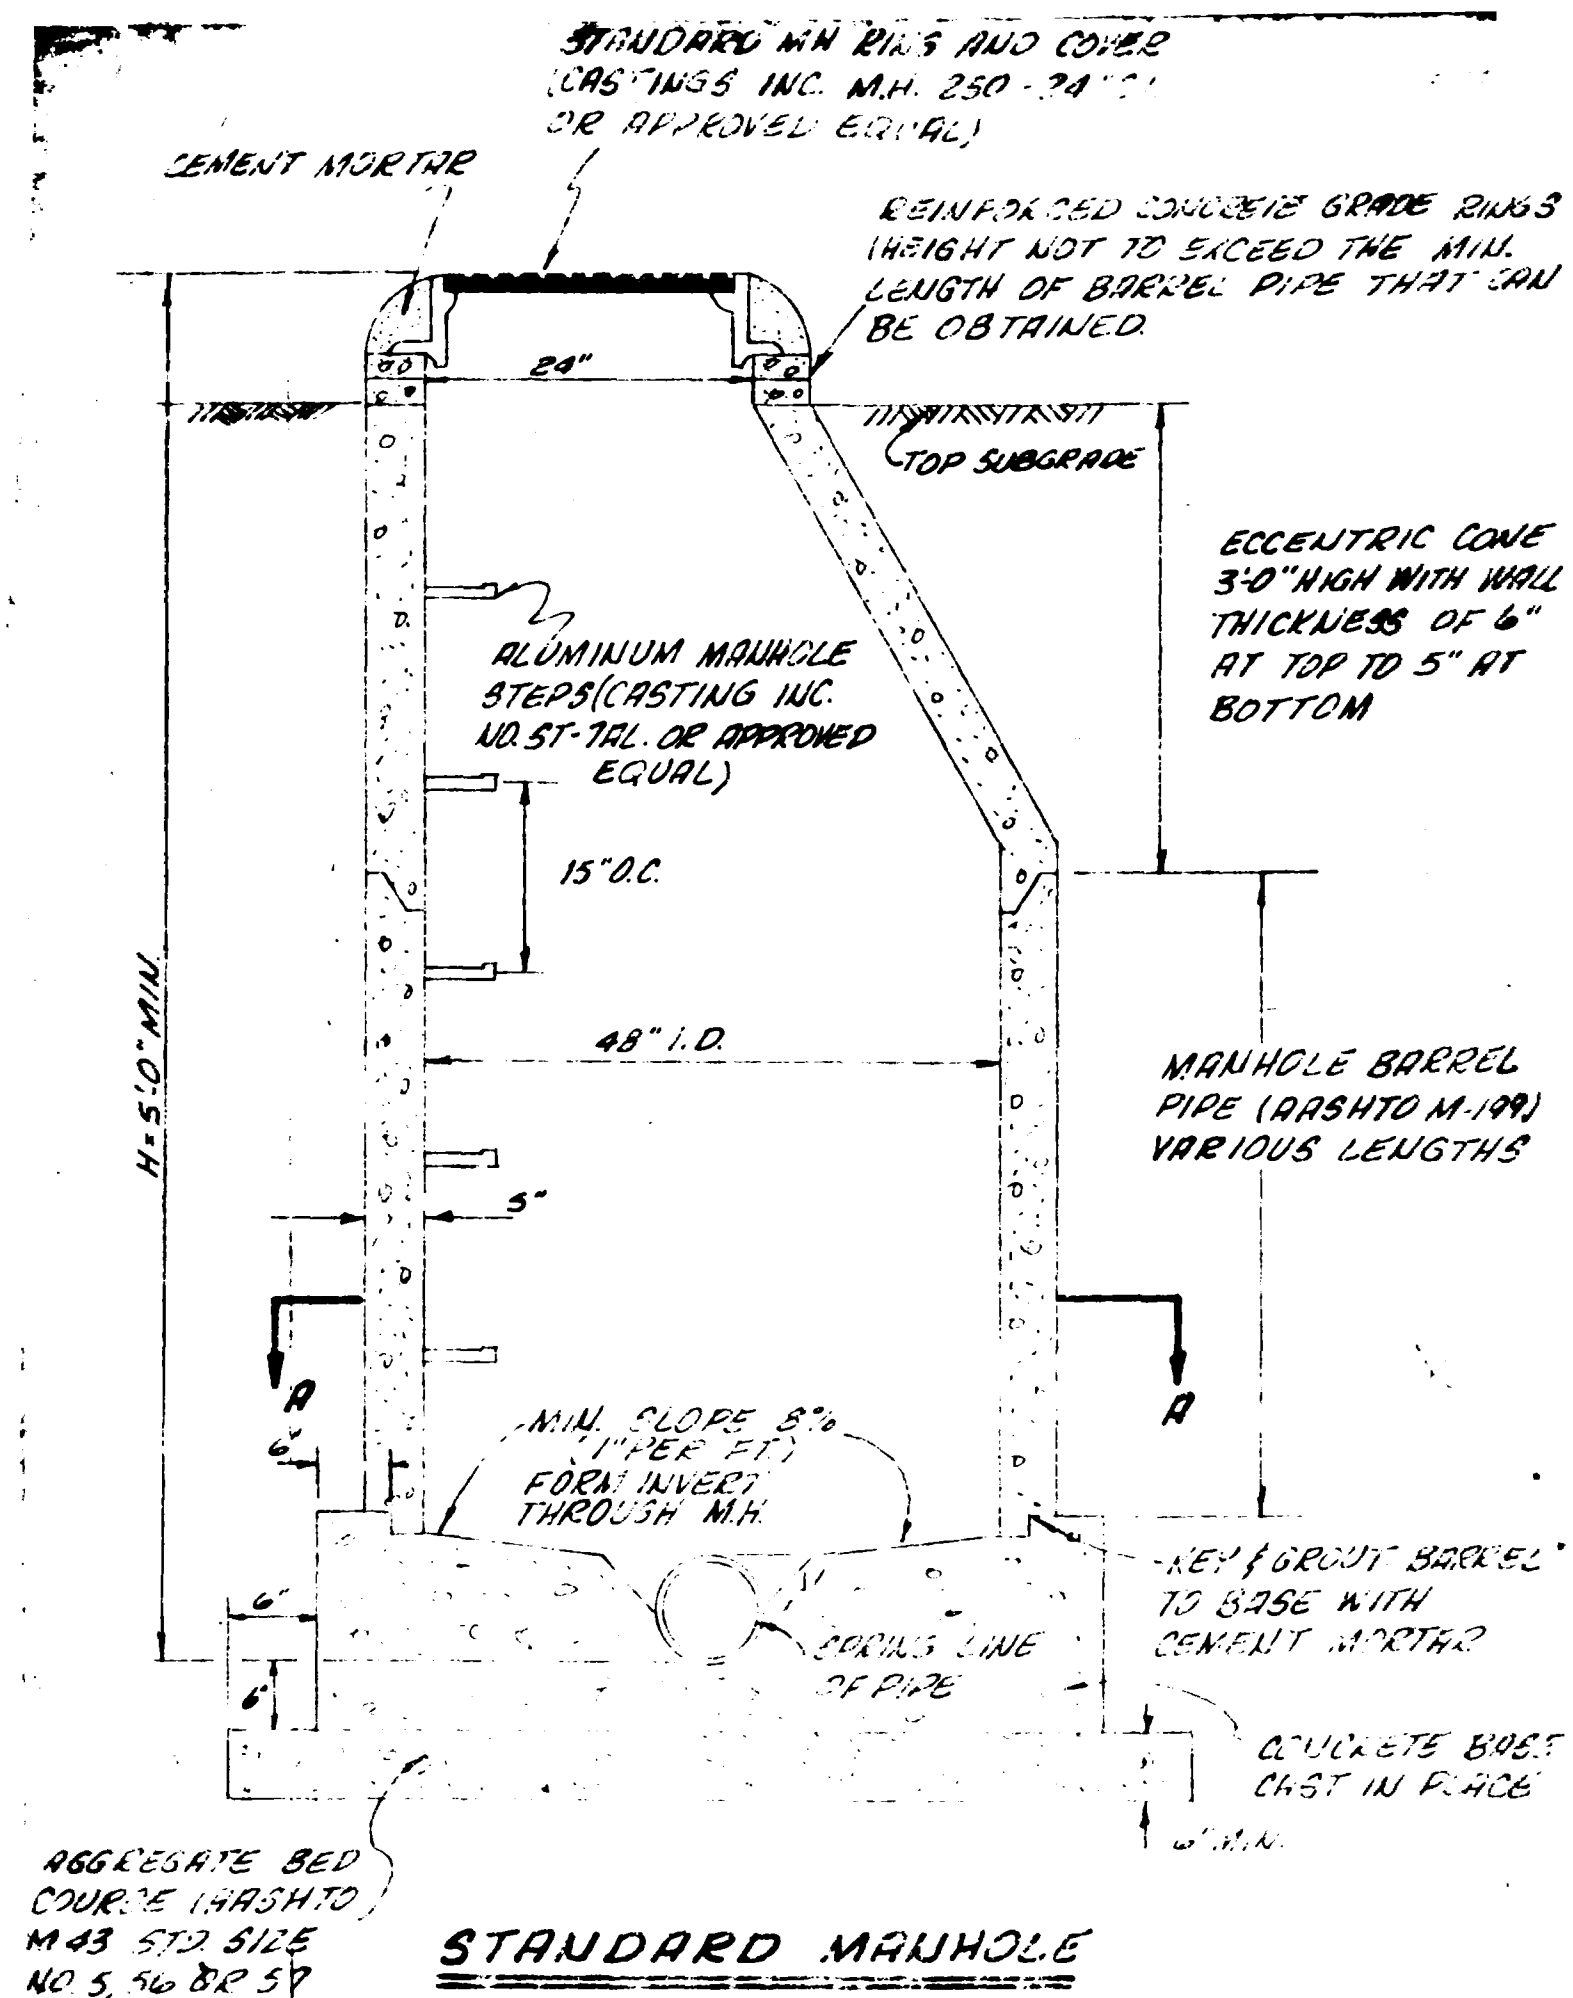 STANDARD MH RING AND COVER
(CASTINGS INC. M.H. 250-24"
OR APPROVED EQUAL)
CEMENT MORTAR
REINFORCED CONCRETE GRADE RINGS
(HEIGHT NOT TO EXCEED THE MIN.
LENGTH OF BARREL PIPE THAT CAN
BE OBTAINED.
24"
TOP SUBGRADE
ECCENTRIC CONE
3'-0" HIGH WITH WALL
THICKNESS OF 6"
AT TOP TO 5" AT
BOTTOM
ALUMINUM MANHOLE
STEPS (CASTING INC.
NO. ST-7AL. OR APPROVED
EQUAL)
15" O.C.
H=5'-0" MIN.
48" I.D.
MANHOLE BARREL
PIPE (AASHTO M-199)
VARIOUS LENGTHS
5"
A
A
6"
MIN. SLOPE 8%
(1" PER FT.)
FORM INVERT
THROUGH M.H.
KEY & GROUT BARREL
TO BASE WITH
CEMENT MORTAR
6"
SPRING LINE
OF PIPE
6"
CONCRETE BASE
CAST IN PLACE
6" MIN.
AGGREGATE BED
COURSE (AASHTO
M 43 STD. SIZE
NO. 5, 56 OR 57
STANDARD MANHOLE